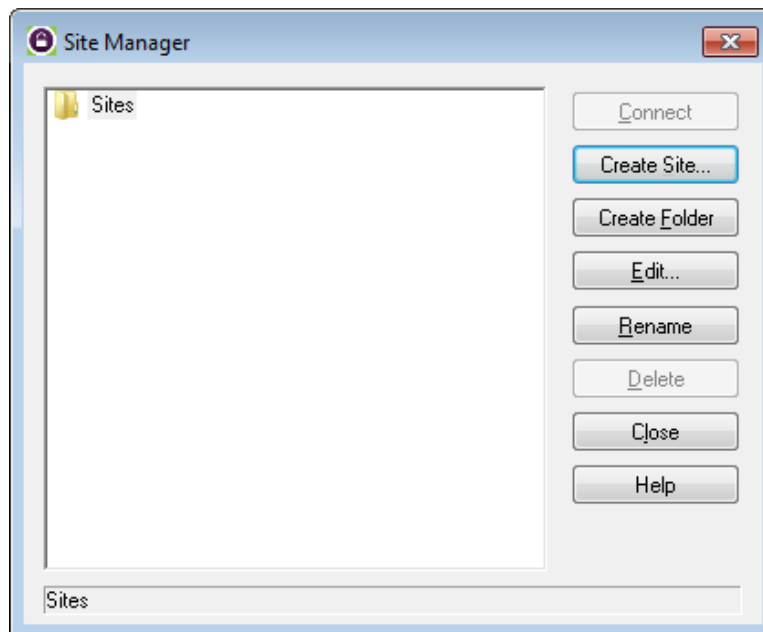 Site Manager
Sites
Connect
Create Site...
Create Folder
Edit...
Rename
Delete
Close
Help
Sites